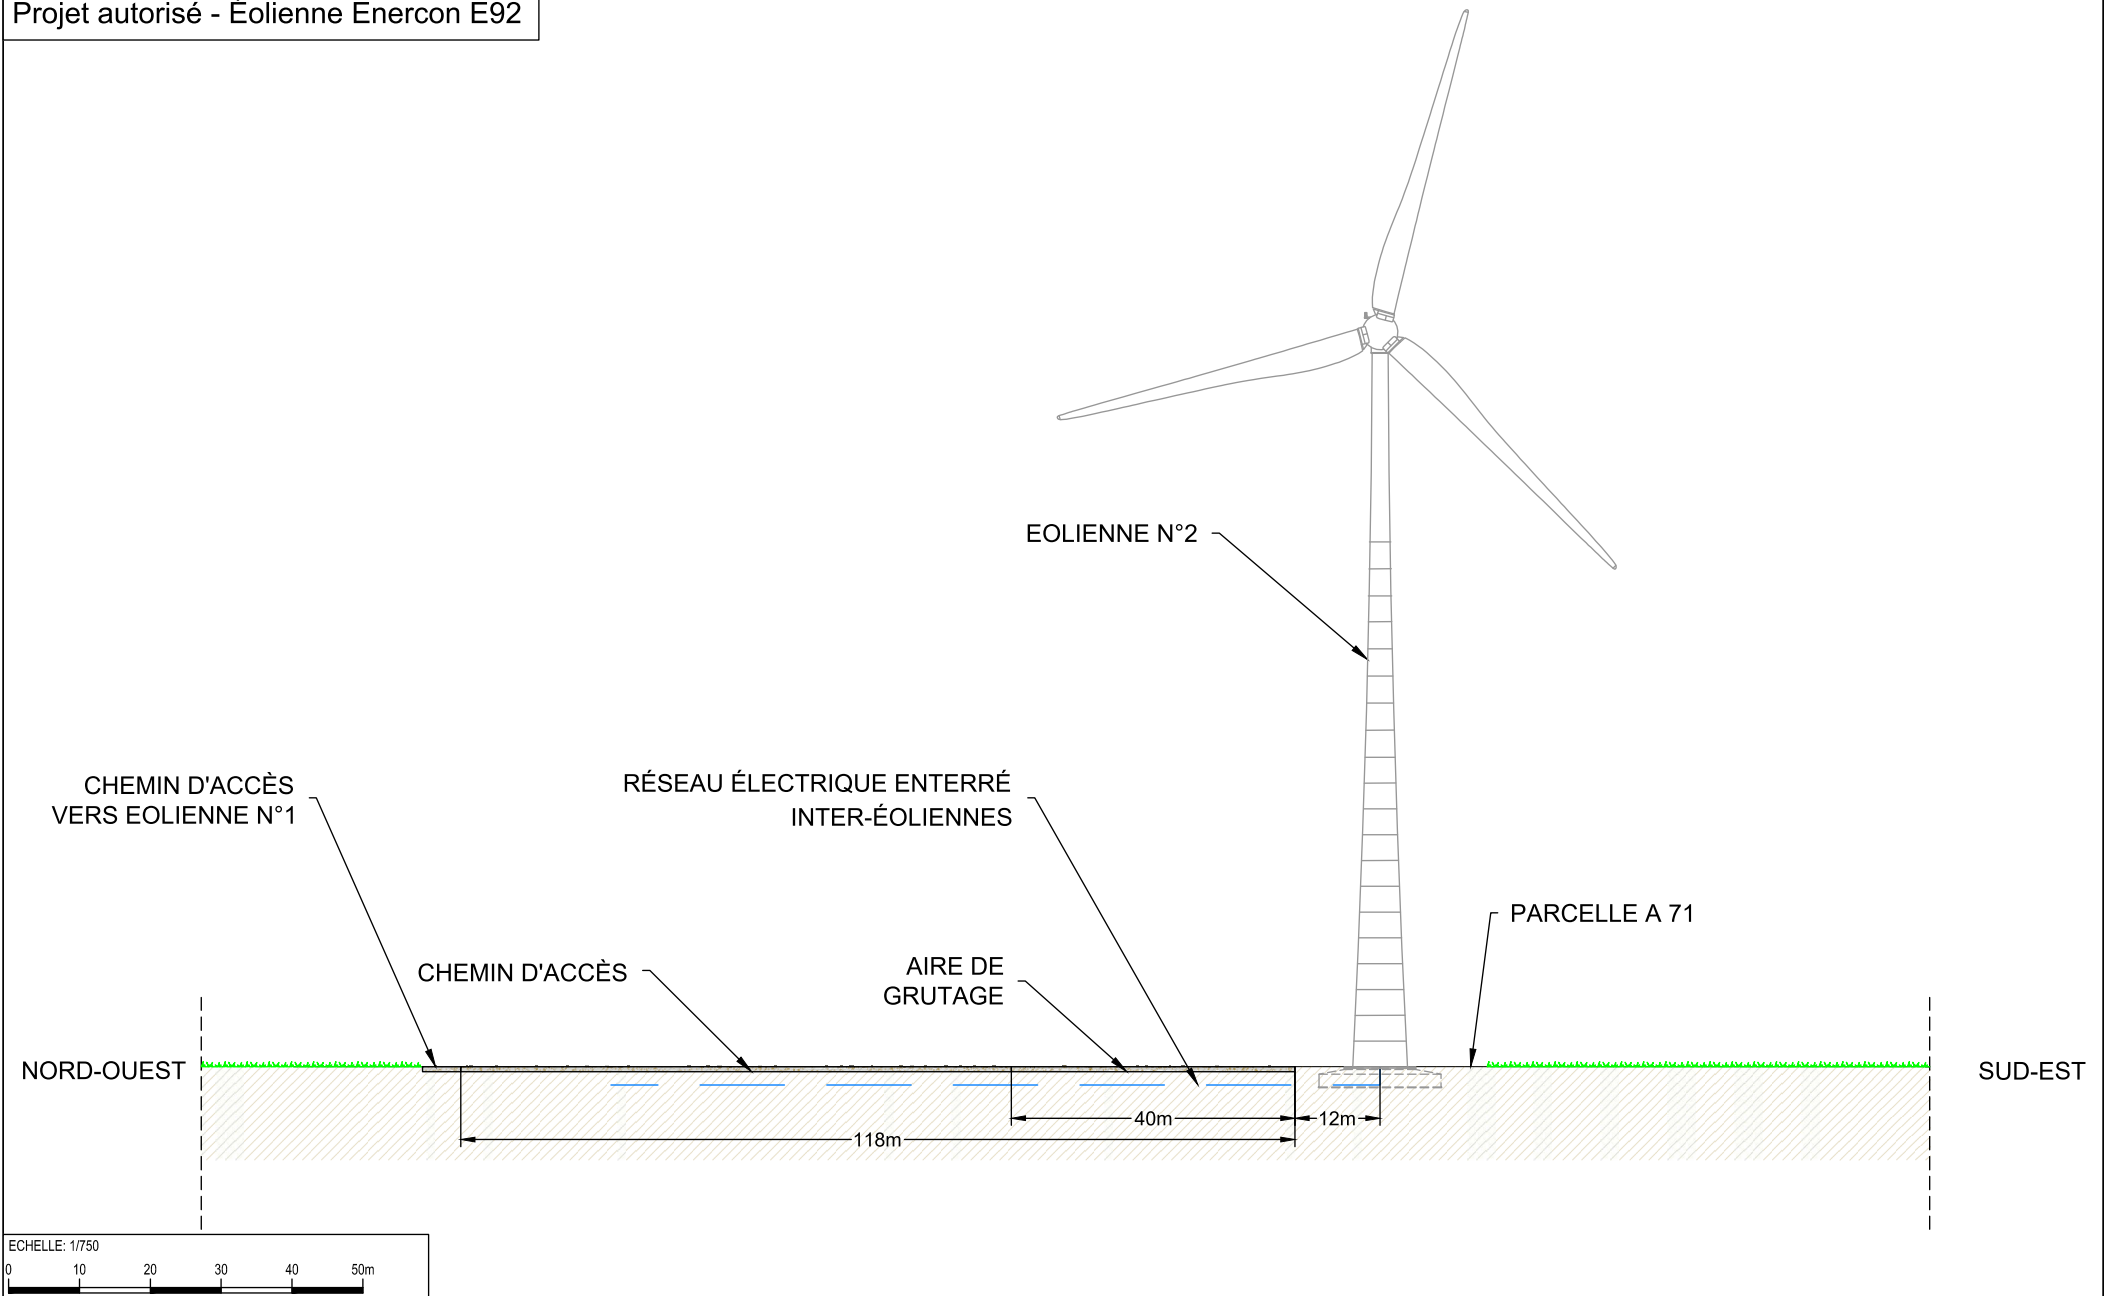 Projet autorisé - Éolienne Enercon E92
EOLIENNE N°2
CHEMIN D'ACCÈS
VERS EOLIENNE N°1
RÉSEAU ÉLECTRIQUE ENTERRÉ
INTER-ÉOLIENNES
PARCELLE A 71
CHEMIN D'ACCÈS
AIRE DE
GRUTAGE
NORD-OUEST
SUD-EST
40m
12m
118m
ECHELLE: 1/750
0 10 20 30 40 50m